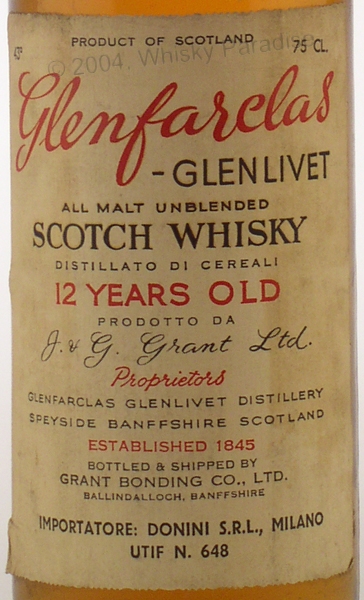 PRODUCT OF SCOTLAND
43° 75 CL.
© 2004, Whisky Paradise
Glenfarclas
-GLENLIVET
ALL MALT UNBLENDED
SCOTCH WHISKY
DISTILLATO DI CEREALI
12 YEARS OLD
PRODOTTO DA
J. & G. Grant Ltd.
Proprietors
GLENFARCLAS GLENLIVET DISTILLERY
SPEYSIDE BANFFSHIRE SCOTLAND
ESTABLISHED 1845
BOTTLED & SHIPPED BY
GRANT BONDING CO., LTD.
BALLINDALLOCH, BANFFSHIRE
IMPORTATORE: DONINI S.R.L., MILANO
UTIF N. 648